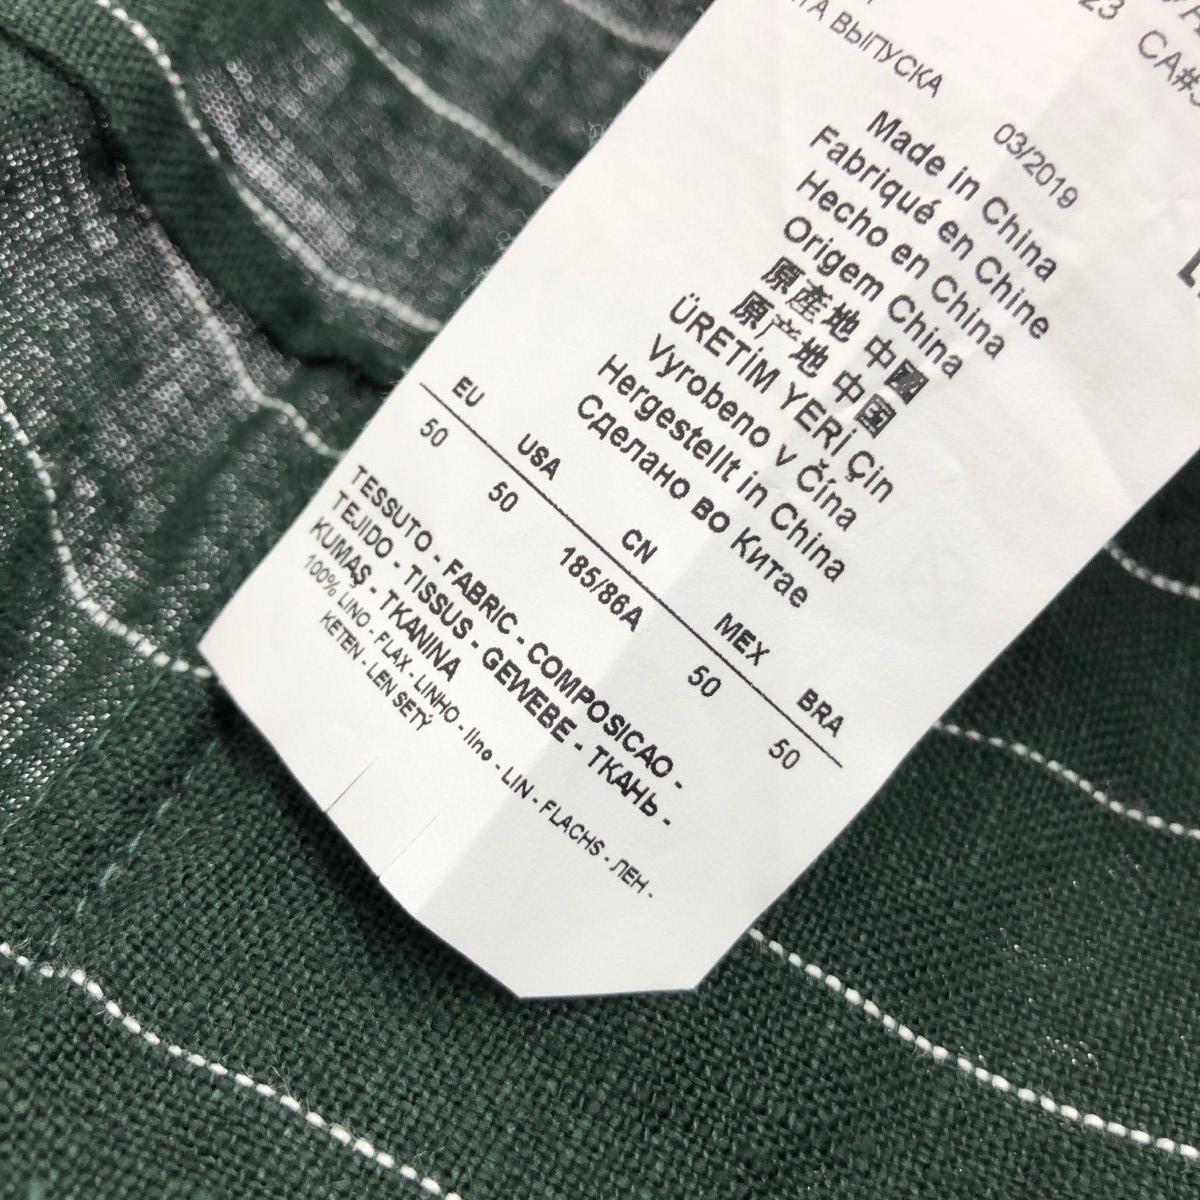 23
CA#
ВЫПУСКА
03/2019
Made in China
Fabriqué en Chine
Hecho en China
Origem China
原產地 中國
原产地 中国
ÜRETİM YERİ Çin
Vyrobeno v Čína
Hergestellt in China
Сделано во Китае
EU USA CN MEX BRA
50 50 185/86A 50 50
TESSUTO - FABRIC - COMPOSICAO -
TEJIDO - TISSUS - GEWEBE - ТКАНЬ -
KUMAŞ - TKANINA
100% LINO - FLAX - LINHO - lino - LIN - FLACHS - ЛЕН -
KETEN - LEN SETÝ